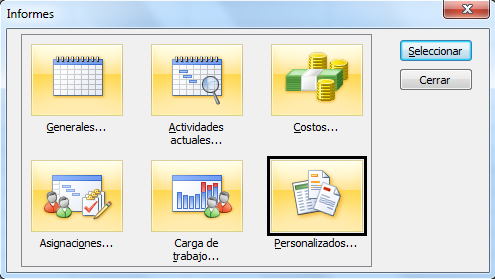 Informes
Seleccionar
Cerrar
Generales...
Actividades
actuales...
Costos...
Asignaciones...
Carga de
trabajo...
Personalizados...